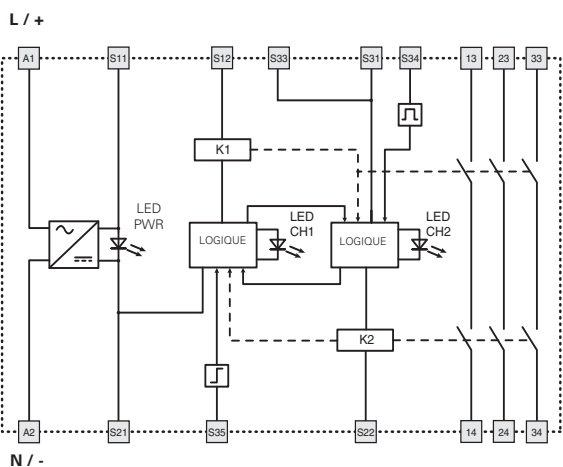 L / +
A1 S11 S12 S33 S31 S34 13 23 33
K1
LED
PWR
LOGIQUE
LED
CH1
LOGIQUE
LED
CH2
K2
A2 S21 S35 S22 14 24 34
N / -